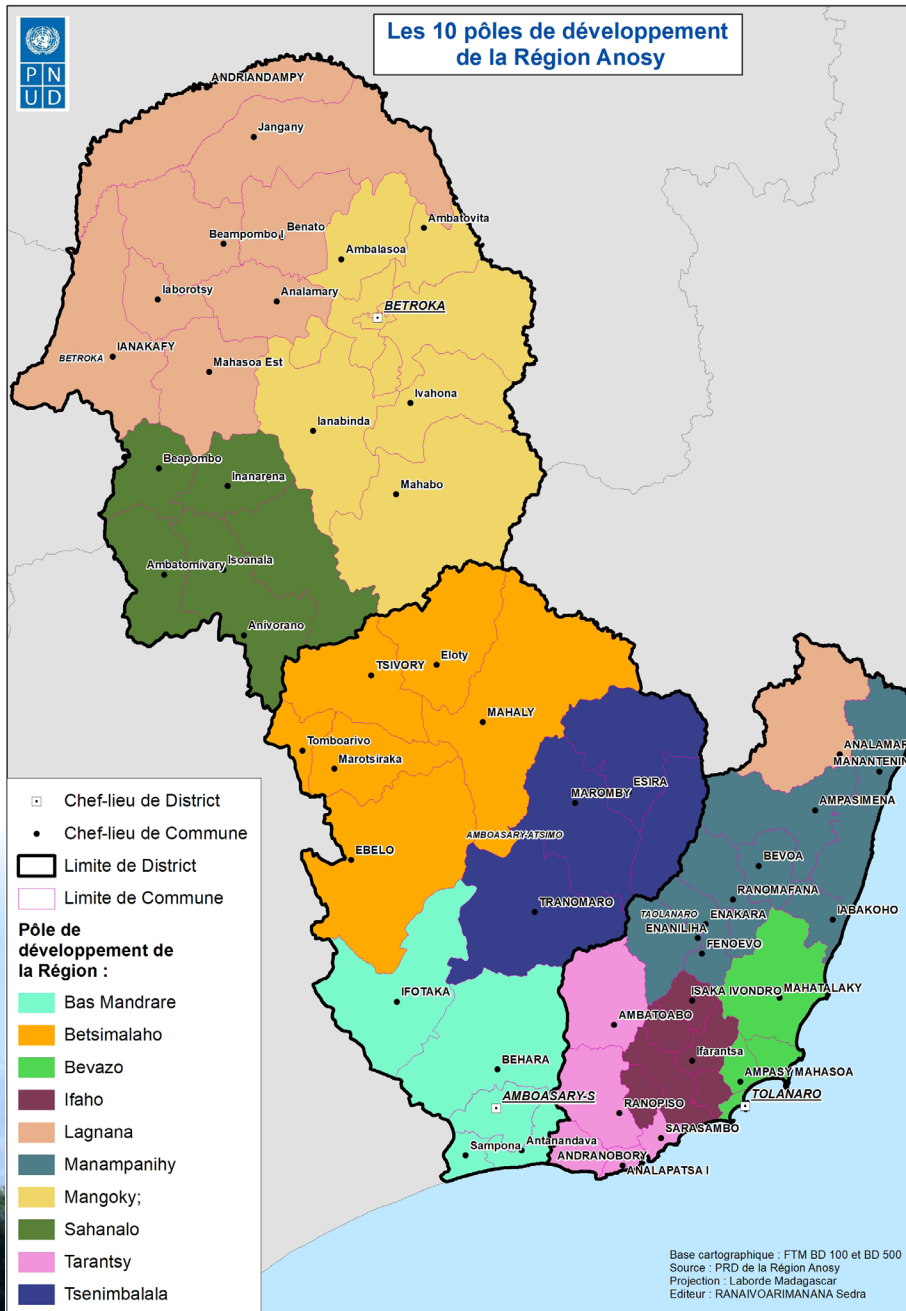 P N
U D
Les 10 pôles de développement
de la Région Anosy
ANDRIANDAMPY
Jangany
Ambatovita
Beampombo I
Benato
Ambalasoa
Iaborotsy
Analamary
BETROKA
IANAKAFY
BETROKA
Mahasoa Est
Ivahona
Ianabinda
Beapombo
Inanarena
Mahabo
Ambatomivary
Isoanala
Anivorano
Eloty
TSIVORY
MAHALY
Tomboarivo
Marotsiraka
ANALAMAR
MANANTENIN
ESIRA
MAROMBY
AMPASIMENA
AMBOASARY-ATSIMO
EBELO
BEVOA
RANOMAFANA
TRANOMARO
TAOLANARO
ENAKARA
IABAKOHO
ENANILIHA
FENOEVO
IFOTAKA
ISAKA IVONDRO
MAHATALAKY
AMBATOABO
Ifarantsa
BEHARA
AMPASY MAHASOA
AMBOASARY-S
RANOPISO
TOLANARO
SARASAMBO
Sampona
Antanandava
ANDRANOBORY
ANALAPATSA I
Chef-lieu de District
Chef-lieu de Commune
Limite de District
Limite de Commune
Pôle de
développement de
la Région :
Bas Mandrare
Betsimalaho
Bevazo
Ifaho
Lagnana
Manampanihy
Mangoky;
Sahanalo
Tarantsy
Tsenimbalala
Base cartographique : FTM BD 100 et BD 500
Source : PRD de la Région Anosy
Projection : Laborde Madagascar
Editeur : RANAIVOARIMANANA Sedra